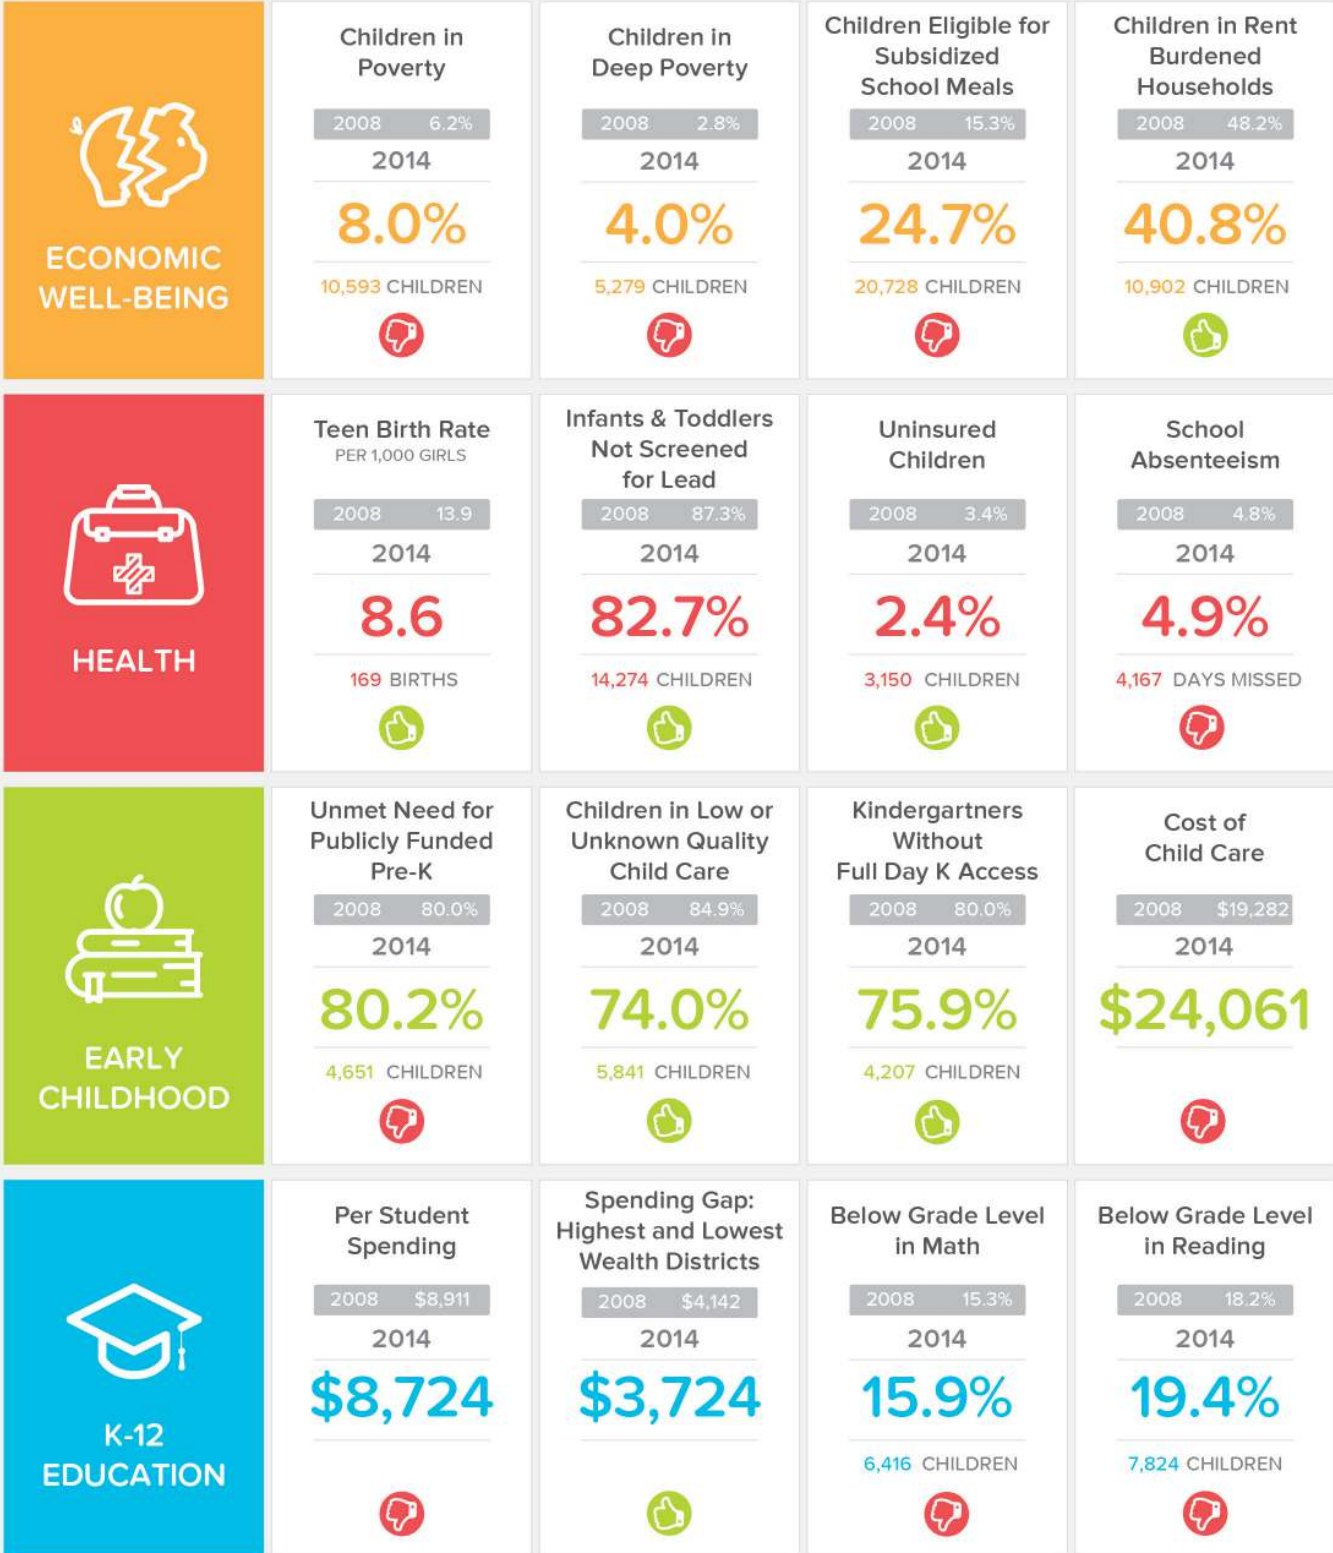 ECONOMIC
WELL-BEING
Children in
Poverty
2008 6.2%
2014
8.0%
10,593 CHILDREN
Children in
Deep Poverty
2008 2.8%
2014
4.0%
5,279 CHILDREN
Children Eligible for
Subsidized
School Meals
2008 15.3%
2014
24.7%
20,728 CHILDREN
Children in Rent
Burdened
Households
2008 48.2%
2014
40.8%
10,902 CHILDREN
HEALTH
Teen Birth Rate
PER 1,000 GIRLS
2008 13.9
2014
8.6
169 BIRTHS
Infants & Toddlers
Not Screened
for Lead
2008 87.3%
2014
82.7%
14,274 CHILDREN
Uninsured
Children
2008 3.4%
2014
2.4%
3,150 CHILDREN
School
Absenteeism
2008 4.8%
2014
4.9%
4,167 DAYS MISSED
EARLY
CHILDHOOD
Unmet Need for
Publicly Funded
Pre-K
2008 80.0%
2014
80.2%
4,651 CHILDREN
Children in Low or
Unknown Quality
Child Care
2008 84.9%
2014
74.0%
5,841 CHILDREN
Kindergartners
Without
Full Day K Access
2008 80.0%
2014
75.9%
4,207 CHILDREN
Cost of
Child Care
2008 $19,282
2014
$24,061
K-12
EDUCATION
Per Student
Spending
2008 $8,911
2014
$8,724
Spending Gap:
Highest and Lowest
Wealth Districts
2008 $4,142
2014
$3,724
Below Grade Level
in Math
2008 15.3%
2014
15.9%
6,416 CHILDREN
Below Grade Level
in Reading
2008 18.2%
2014
19.4%
7,824 CHILDREN